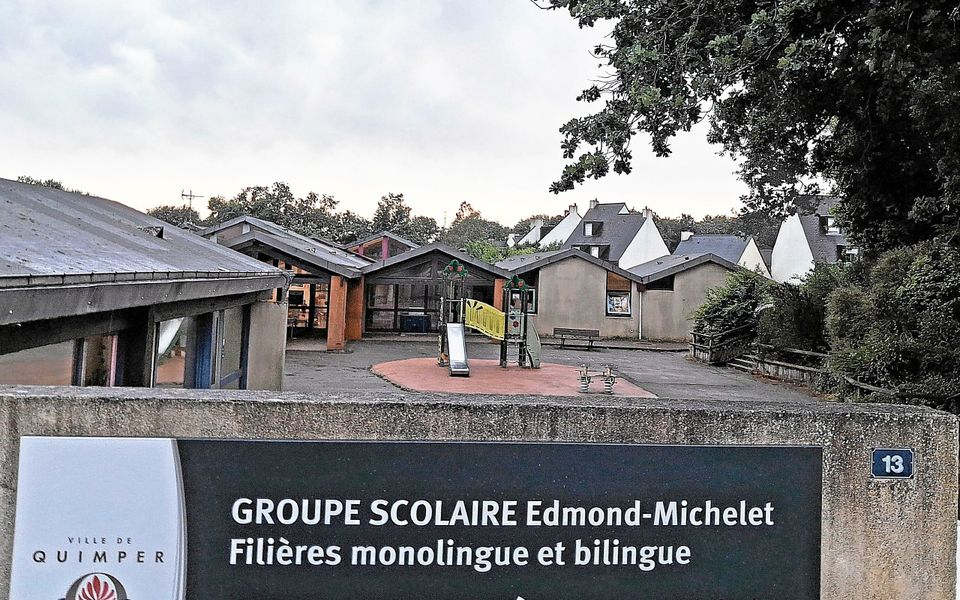 13
GROUPE SCOLAIRE Edmond-Michelet
Filières monolingue et bilingue
VILLE DE
QUIMPER